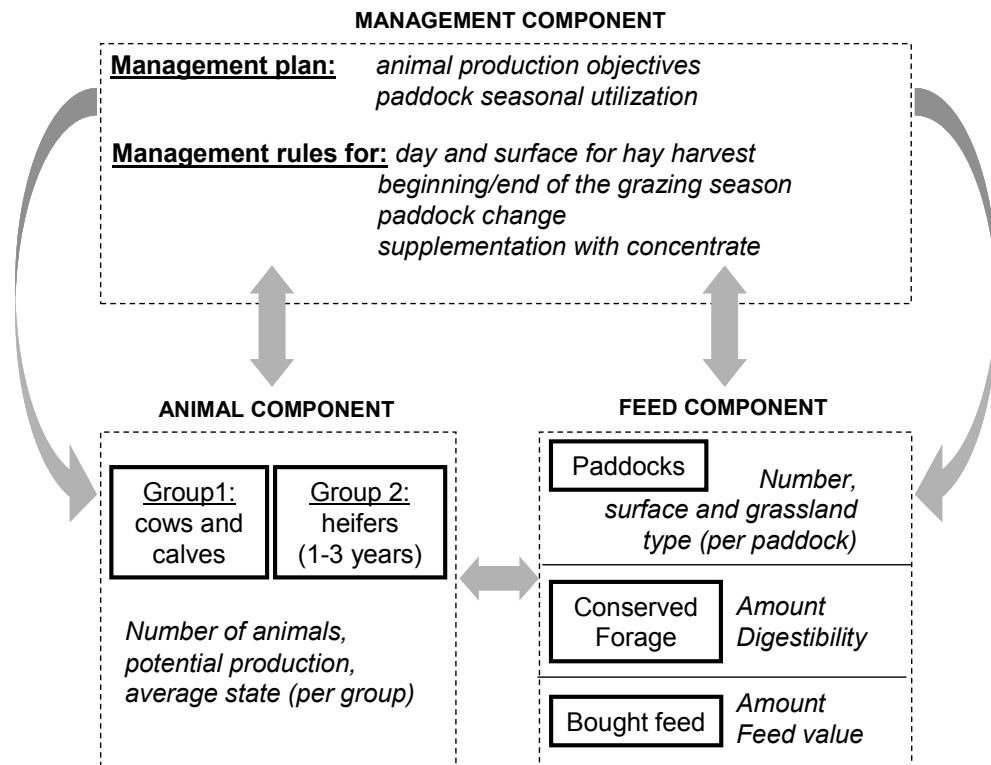 MANAGEMENT COMPONENT
Management plan: animal production objectives
paddock seasonal utilization
Management rules for: day and surface for hay harvest
beginning/end of the grazing season
paddock change
supplementation with concentrate
ANIMAL COMPONENT
Group1:
cows and
calves
Group 2:
heifers
(1-3 years)
Number of animals,
potential production,
average state (per group)
FEED COMPONENT
Paddocks
Number,
surface and grassland
type (per paddock)
Conserved
Forage
Amount
Digestibility
Bought feed
Amount
Feed value